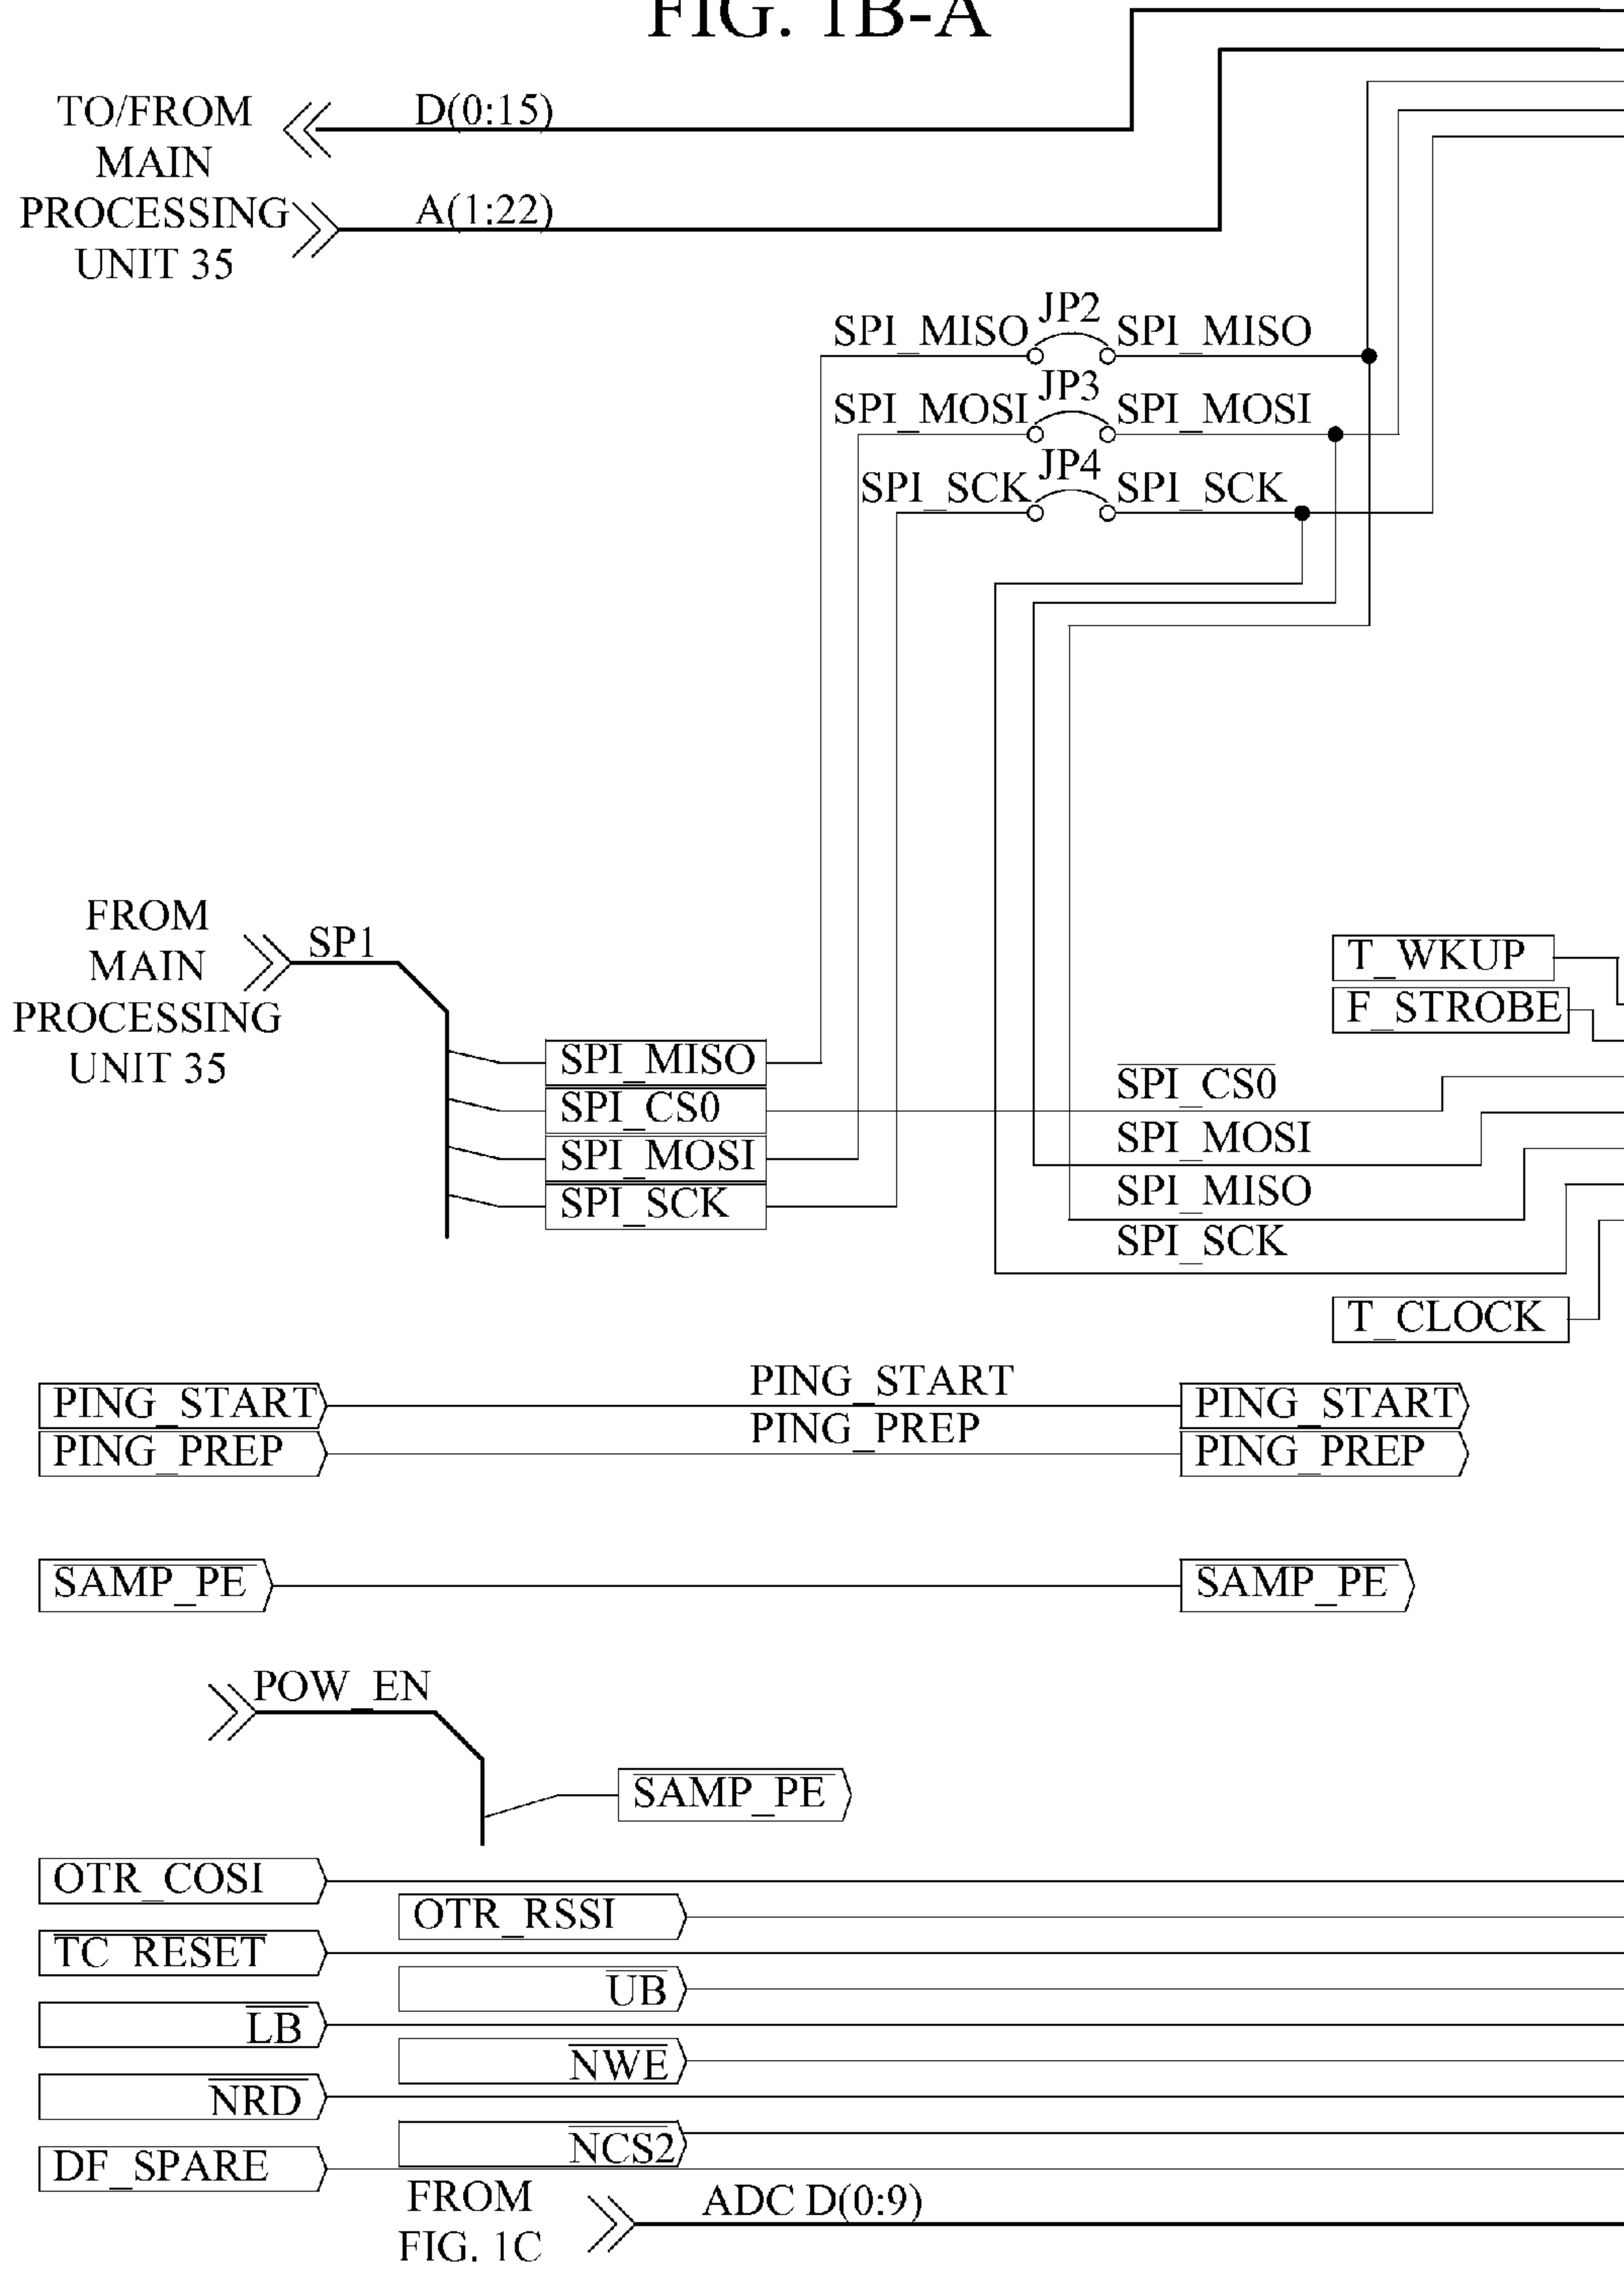 FIG. 1B-A
TO/FROM
MAIN
PROCESSING
UNIT 35
D(0:15)
A(1:22)
JP2
SPI_MISO
SPI_MISO
JP3
SPI_MOSI
SPI_MOSI
JP4
SPI_SCK
SPI_SCK
FROM
MAIN
PROCESSING
UNIT 35
SP1
SPI_MISO
SPI_CS0
SPI_MOSI
SPI_SCK
T_WKUP
F_STROBE
SPI_CS0
SPI_MOSI
SPI_MISO
SPI_SCK
T_CLOCK
PING_START
PING_START
PING_START
PING_PREP
PING_PREP
PING_PREP
SAMP_PE
SAMP_PE
POW_EN
SAMP_PE
OTR_COSI
OTR_RSSI
TC_RESET
UB
LB
NWE
NRD
NCS2
DF_SPARE
FROM
FIG. 1C
ADC D(0:9)